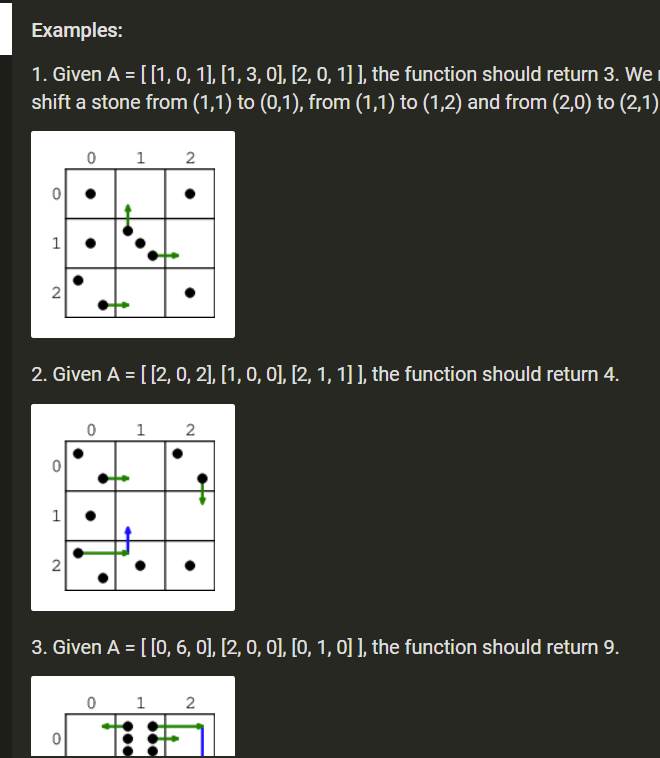 Examples:
1. Given A = [ [1, 0, 1], [1, 3, 0], [2, 0, 1] ], the function should return 3. We
shift a stone from (1,1) to (0,1), from (1,1) to (1,2) and from (2,0) to (2,1)
0 1 2
0
1
2
2. Given A = [ [2, 0, 2], [1, 0, 0], [2, 1, 1] ], the function should return 4.
0 1 2
0
1
2
3. Given A = [ [0, 6, 0], [2, 0, 0], [0, 1, 0] ], the function should return 9.
0 1 2
0